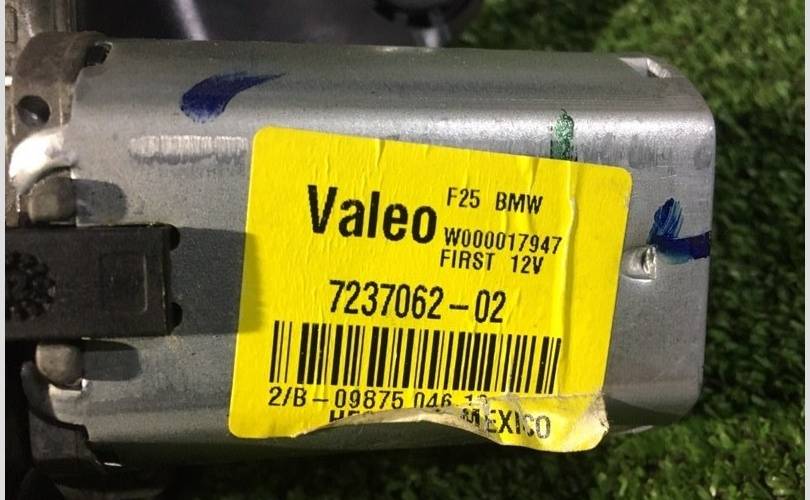 Valeo
F25 BMW
W000017947
FIRST 12V
7237062-02
2/B-09875 046
MEXICO